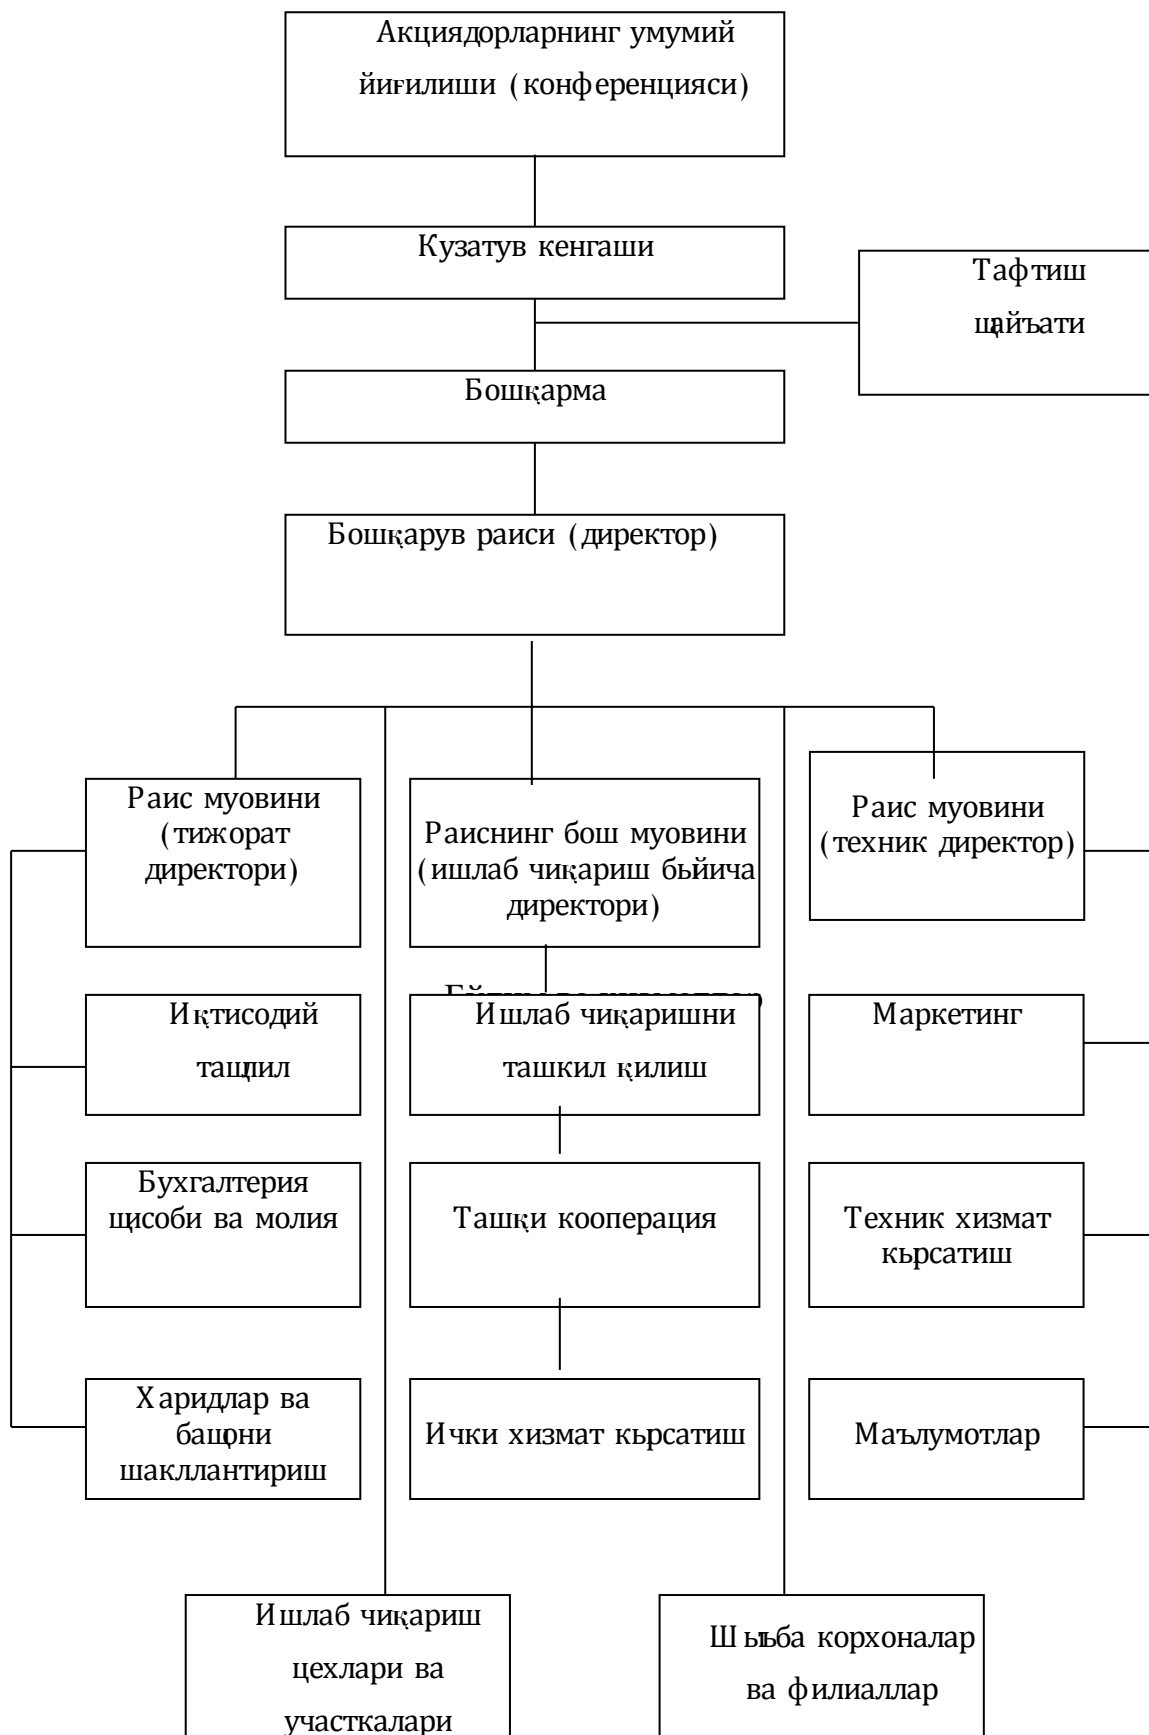 Акциядорларнинг умумий
йиғилиши (конференцияси)
Кузатув кенгаши
Тафтиш
щайъати
Бошқарма
Бошқарув раиси (директор)
Раис муовини
(тижорат
директори)
Раиснинг бош муовини
(ишлаб чиқариш бьйича
директори)
Раис муовини
(техник директор)
Иқтисодий
тащлил
Ишлаб чиқаришни
ташкил қилиш
Маркетинг
Бухгалтерия
щисоби ва молия
Ташқи кооперация
Техник хизмат
кьрсатиш
Харидлар ва
бащони
шакллантириш
Ички хизмат кьрсатиш
Маълумотлар
Ишлаб чиқариш
цехлари ва
участкалари
Шьъба корхоналар
ва филиаллар